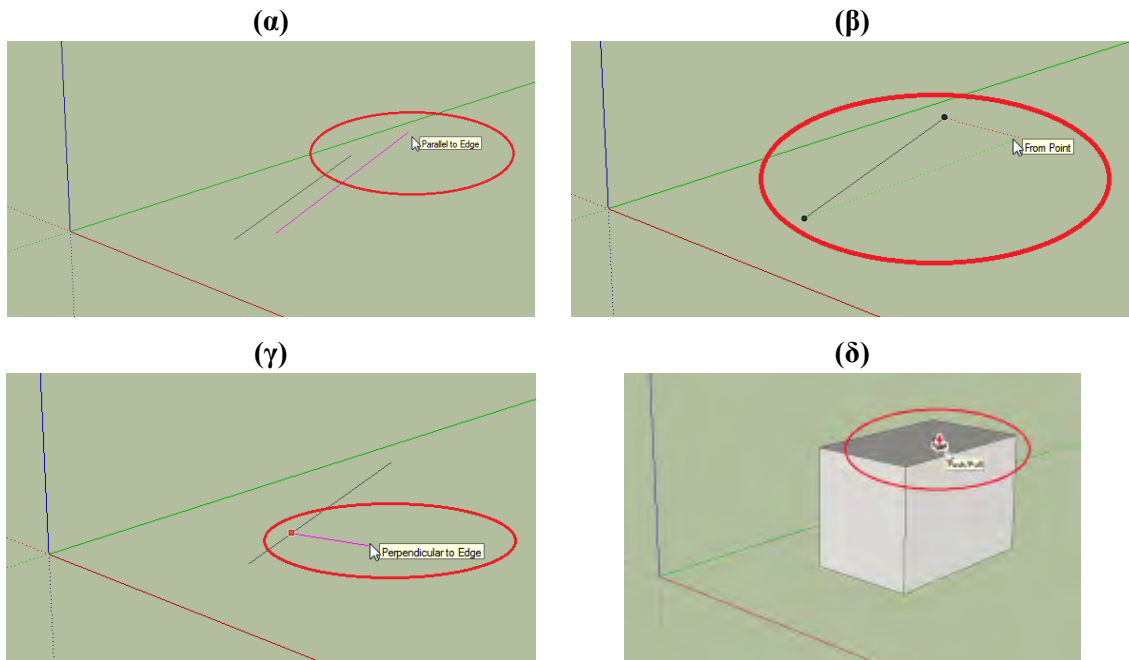 (α)
(β)
Parallel to Edge
From Point
(γ)
(δ)
Perpendicular to Edge
Push/Pull